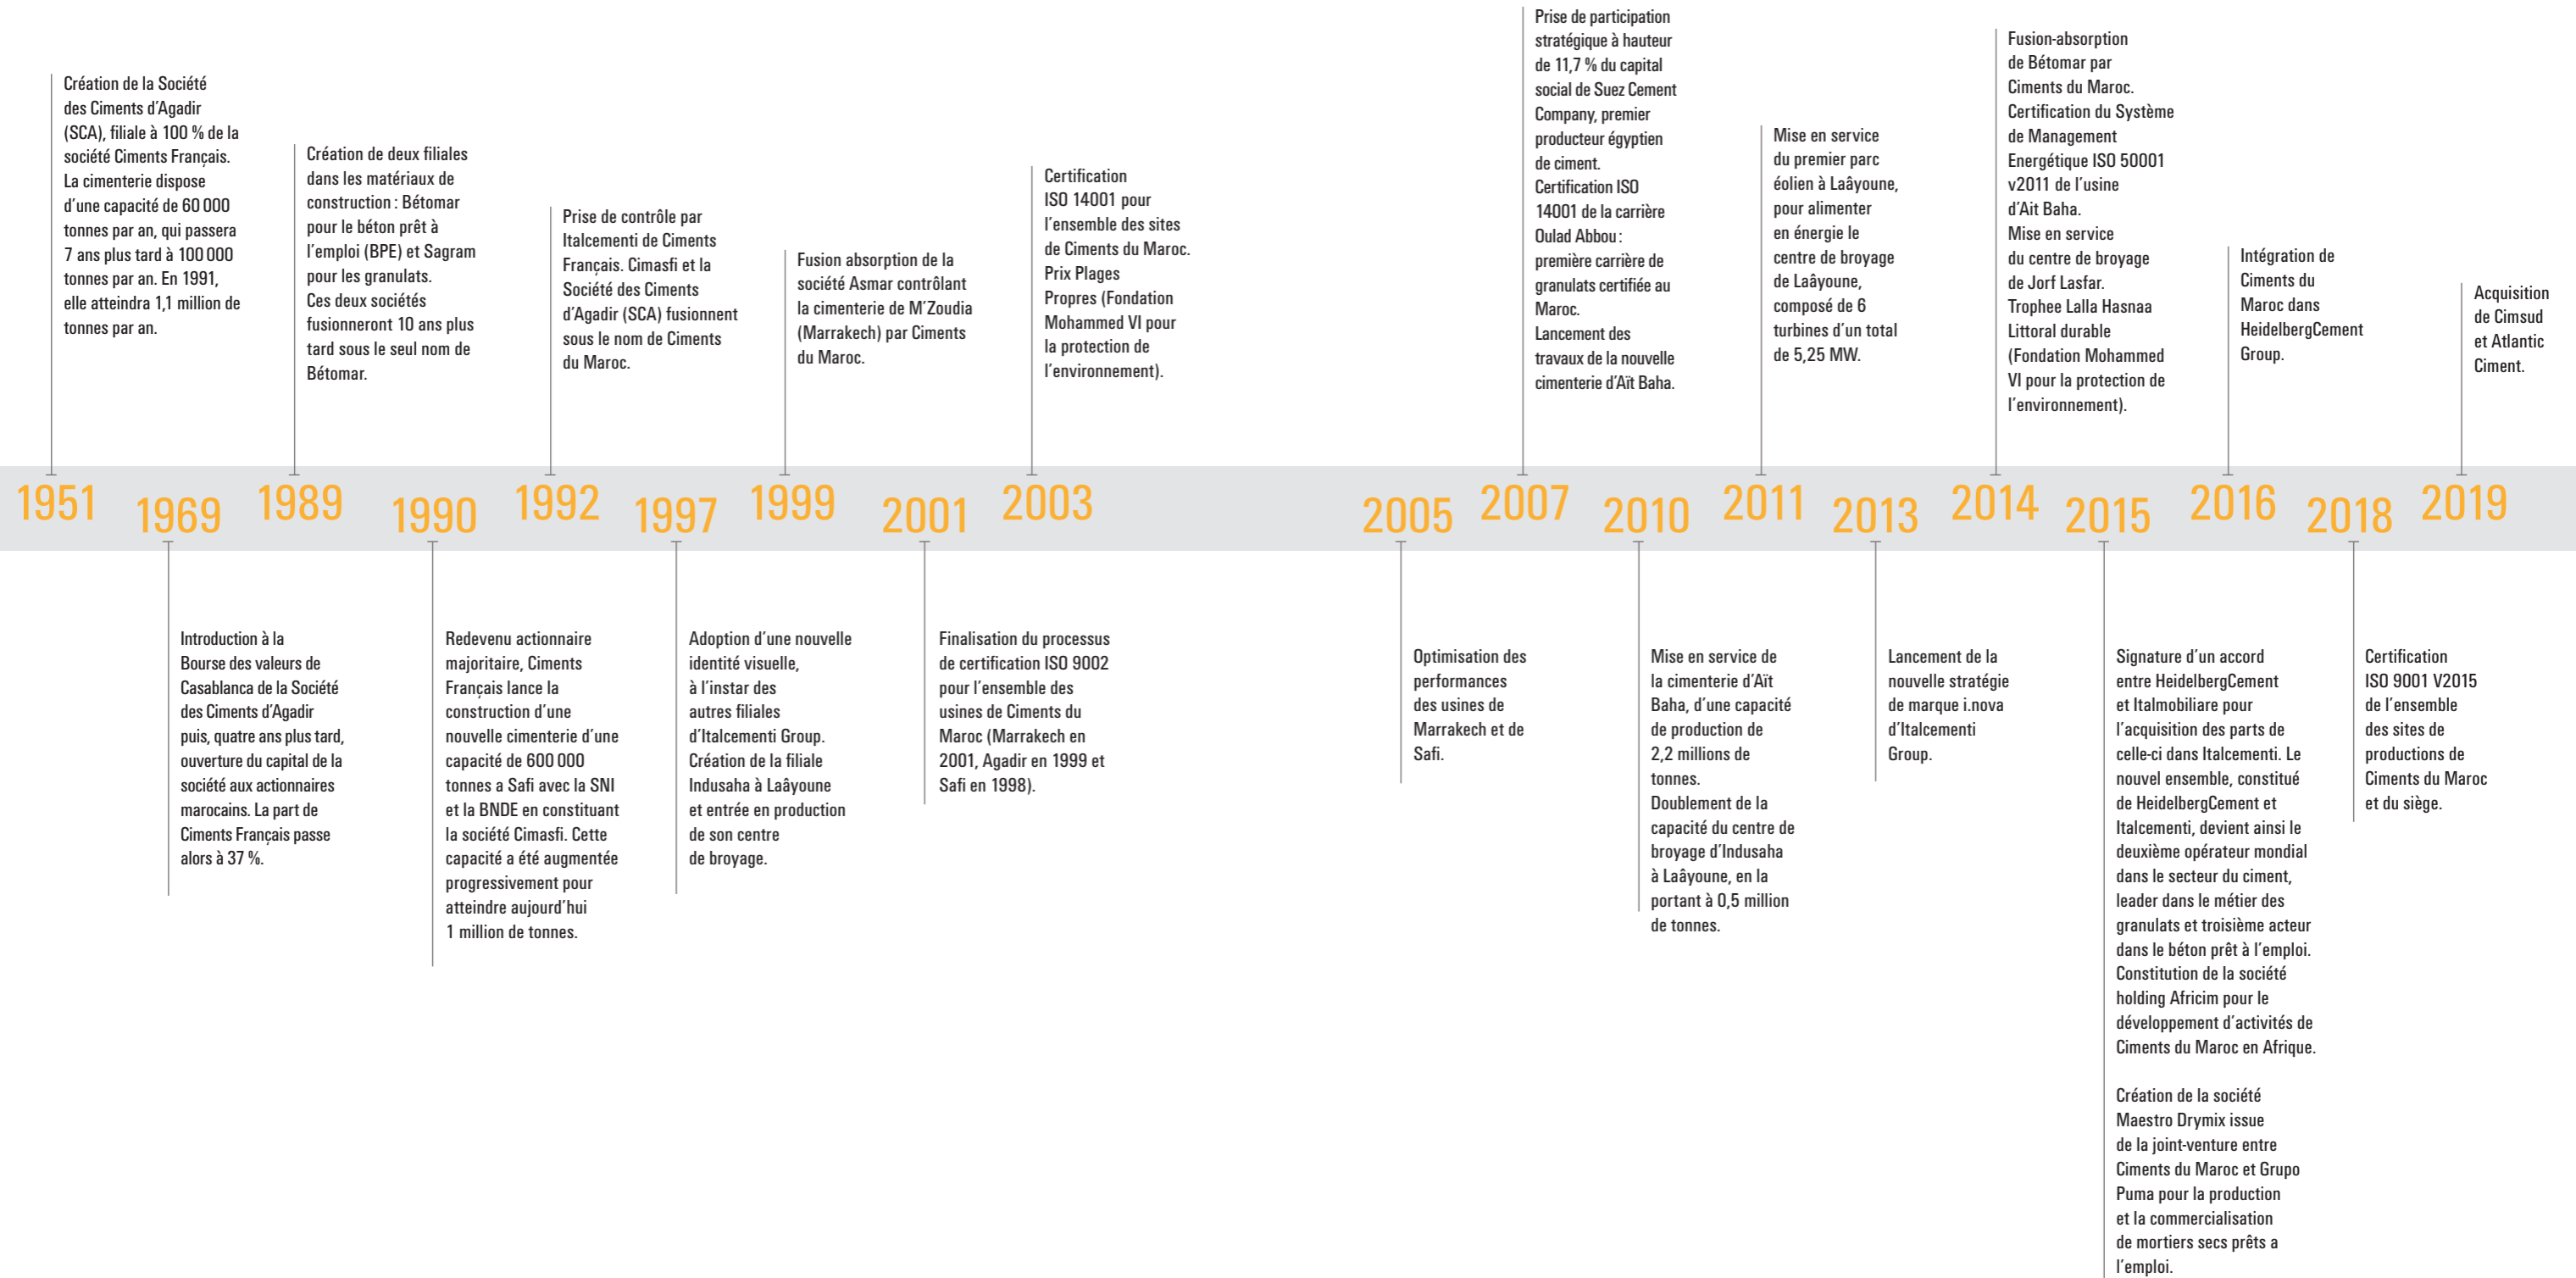 1951
Création de la Société
des Ciments d'Agadir
(SCA), filiale à 100 % de la
société Ciments Français.
La cimenterie dispose
d'une capacité de 60 000
tonnes par an, qui passera
7 ans plus tard à 100 000
tonnes par an. En 1991,
elle atteindra 1,1 million de
tonnes par an.
1969
Introduction à la
Bourse des valeurs de
Casablanca de la Société
des Ciments d'Agadir
puis, quatre ans plus tard,
ouverture du capital de la
société aux actionnaires
marocains. La part de
Ciments Français passe
alors à 37 %.
1989
Création de deux filiales
dans les matériaux de
construction : Bétomar
pour le béton prêt à
l'emploi (BPE) et Sagram
pour les granulats.
Ces deux sociétés
fusionneront 10 ans plus
tard sous le seul nom de
Bétomar.
1990
Redevenu actionnaire
majoritaire, Ciments
Français lance la
construction d'une
nouvelle cimenterie d'une
capacité de 600 000
tonnes a Safi avec la SNI
et la BNDE en constituant
la société Cimasfi. Cette
capacité a été augmentée
progressivement pour
atteindre aujourd'hui
1 million de tonnes.
1992
Prise de contrôle par
Italcementi de Ciments
Français. Cimasfi et la
Société des Ciments
d'Agadir (SCA) fusionnent
sous le nom de Ciments
du Maroc.
1997
Adoption d'une nouvelle
identité visuelle,
à l'instar des
autres filiales
d'Italcementi Group.
Création de la filiale
Indusaha à Laâyoune
et entrée en production
de son centre
de broyage.
1999
Fusion absorption de la
société Asmar contrôlant
la cimenterie de M'Zoudia
(Marrakech) par Ciments
du Maroc.
2001
Finalisation du processus
de certification ISO 9002
pour l'ensemble des
usines de Ciments du
Maroc (Marrakech en
2001, Agadir en 1999 et
Safi en 1998).
2003
Certification
ISO 14001 pour
l'ensemble des sites
de Ciments du Maroc.
Prix Plages
Propres (Fondation
Mohammed VI pour
la protection de
l'environnement).
2005
Optimisation des
performances
des usines de
Marrakech et de
Safi.
2007
Prise de participation
stratégique à hauteur
de 11,7 % du capital
social de Suez Cement
Company, premier
producteur égyptien
de ciment.
Certification ISO
14001 de la carrière
Oulad Abbou :
première carrière de
granulats certifiée au
Maroc.
Lancement des
travaux de la nouvelle
cimenterie d'Aït Baha.
2010
Mise en service de
la cimenterie d'Aït
Baha, d'une capacité
de production de
2,2 millions de
tonnes.
Doublement de la
capacité du centre de
broyage d'Indusaha
à Laâyoune, en la
portant à 0,5 million
de tonnes.
2011
Mise en service
du premier parc
éolien à Laâyoune,
pour alimenter
en énergie le
centre de broyage
de Laâyoune,
composé de 6
turbines d'un total
de 5,25 MW.
2013
Lancement de la
nouvelle stratégie
de marque i.nova
d'Italcementi
Group.
2014
Fusion-absorption
de Bétomar par
Ciments du Maroc.
Certification du Système
de Management
Energétique ISO 50001
v2011 de l'usine
d'Ait Baha.
Mise en service
du centre de broyage
de Jorf Lasfar.
Trophee Lalla Hasnaa
Littoral durable
(Fondation Mohammed
VI pour la protection de
l'environnement).
2015
Signature d'un accord
entre HeidelbergCement
et Italmobiliare pour
l'acquisition des parts de
celle-ci dans Italcementi. Le
nouvel ensemble, constitué
de HeidelbergCement et
Italcementi, devient ainsi le
deuxième opérateur mondial
dans le secteur du ciment,
leader dans le métier des
granulats et troisième acteur
dans le béton prêt à l'emploi.
Constitution de la société
holding Africim pour le
développement d'activités de
Ciments du Maroc en Afrique.
Création de la société
Maestro Drymix issue
de la joint-venture entre
Ciments du Maroc et Grupo
Puma pour la production
et la commercialisation
de mortiers secs prêts a
l'emploi.
2016
Intégration de
Ciments du
Maroc dans
HeidelbergCement
Group.
2018
Certification
ISO 9001 V2015
de l'ensemble
des sites de
productions de
Ciments du Maroc
et du siège.
2019
Acquisition
de Cimsud
et Atlantic
Ciment.